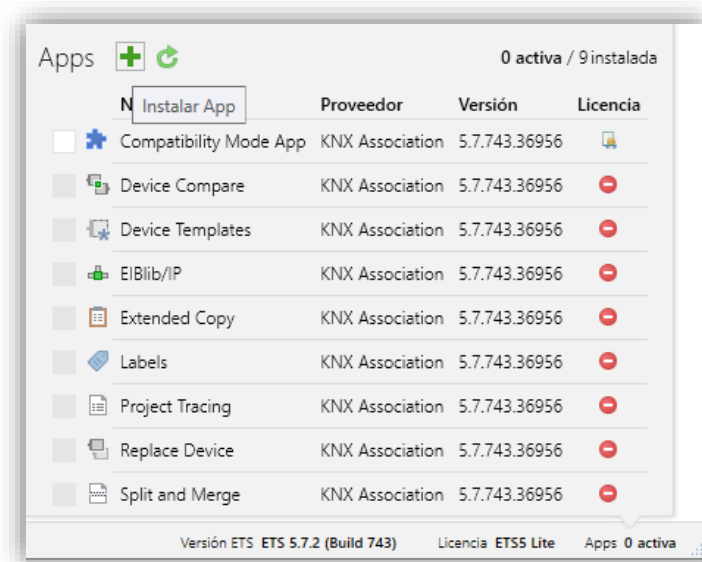 Apps 0 activa / 9 instalada
N Instalar App Proveedor Versión Licencia
Compatibility Mode App KNX Association 5.7.743.36956
Device Compare KNX Association 5.7.743.36956
Device Templates KNX Association 5.7.743.36956
EIBlib/IP KNX Association 5.7.743.36956
Extended Copy KNX Association 5.7.743.36956
Labels KNX Association 5.7.743.36956
Project Tracing KNX Association 5.7.743.36956
Replace Device KNX Association 5.7.743.36956
Split and Merge KNX Association 5.7.743.36956
Versión ETS ETS 5.7.2 (Build 743) Licencia ETS5 Lite Apps 0 activa